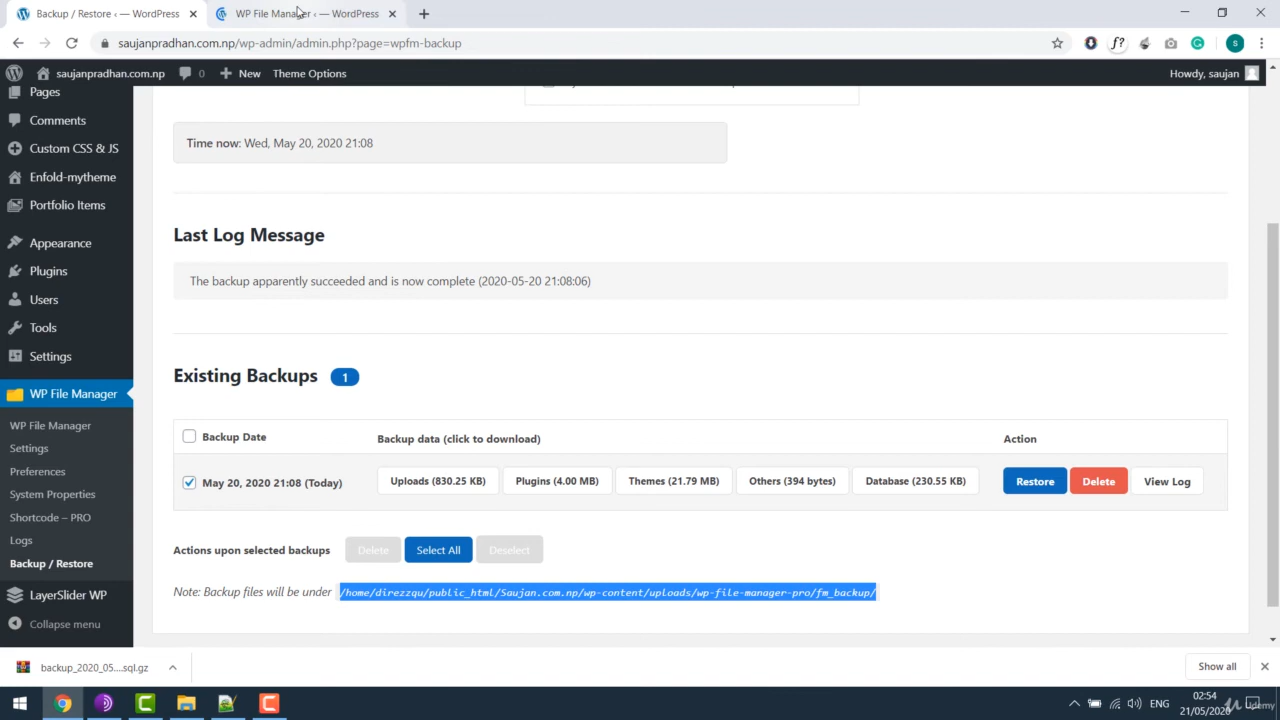 Backup / Restore ‹ — WordPress
WP File Manager ‹ — WordPress
saujanpradhan.com.np/wp-admin/admin.php?page=wpfm-backup
saujanpradhan.com.np
0
New
Theme Options
Howdy, saujan
Pages
Comments
Custom CSS & JS
Enfold-mytheme
Portfolio Items
Appearance
Plugins
Users
Tools
Settings
WP File Manager
WP File Manager
Settings
Preferences
System Properties
Shortcode – PRO
Logs
Backup / Restore
LayerSlider WP
Collapse menu
Time now: Wed, May 20, 2020 21:08
Last Log Message
The backup apparently succeeded and is now complete (2020-05-20 21:08:06)
Existing Backups 1
Backup Date
Backup data (click to download)
Action
May 20, 2020 21:08 (Today)
Uploads (830.25 KB)
Plugins (4.00 MB)
Themes (21.79 MB)
Others (394 bytes)
Database (230.55 KB)
Restore
Delete
View Log
Actions upon selected backups
Delete
Select All
Deselect
Note: Backup files will be under /home/direzzqu/public_html/Saujan.com.np/wp-content/uploads/wp-file-manager-pro/fm_backup/
backup_2020_05....sql.gz
Show all
ENG
02:54
21/05/2020
Udemy